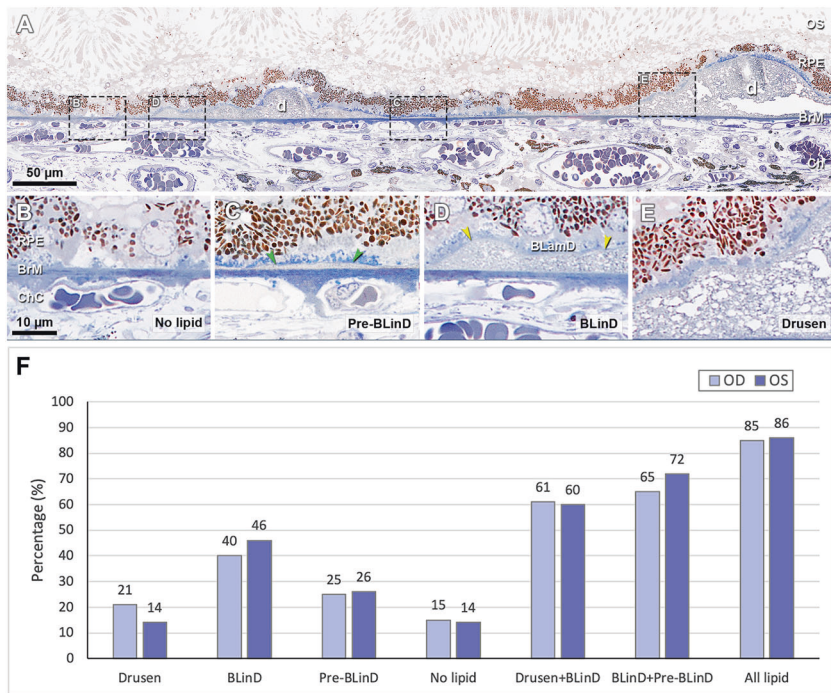 A
OS
RPE
E
B
D
C
d
d
BrM
Ch
50 µm
B
RPE
BrM
ChC
10 µm
No lipid
C
Pre-BLinD
D
BLamD
BLinD
E
Drusen
F
OD OS
Percentage (%)
100
90
80
70
60
50
40
30
20
10
0
21 14
40 46
25 26
15 14
61 60
65 72
85 86
Drusen BLinD Pre-BLinD No lipid Drusen+BLinD BLinD+Pre-BLinD All lipid